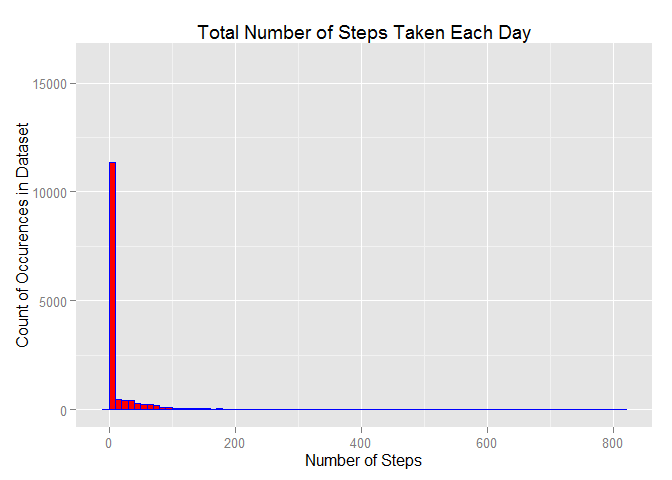 Total Number of Steps Taken Each Day
15000
10000
5000
0
Count of Occurences in Dataset
0 200 400 600 800
Number of Steps